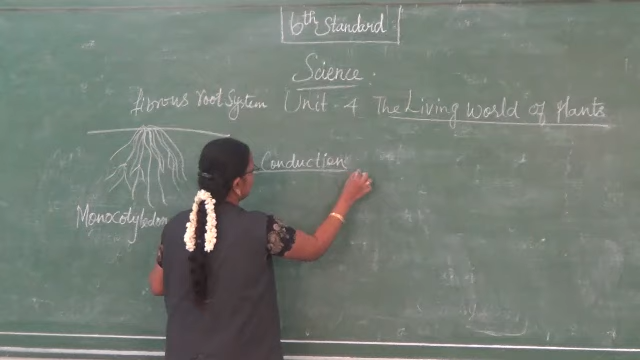 6th Standard
Science.
fibrous root System Unit - 4 The Living World of Plants
Conduction
Monocotyledon